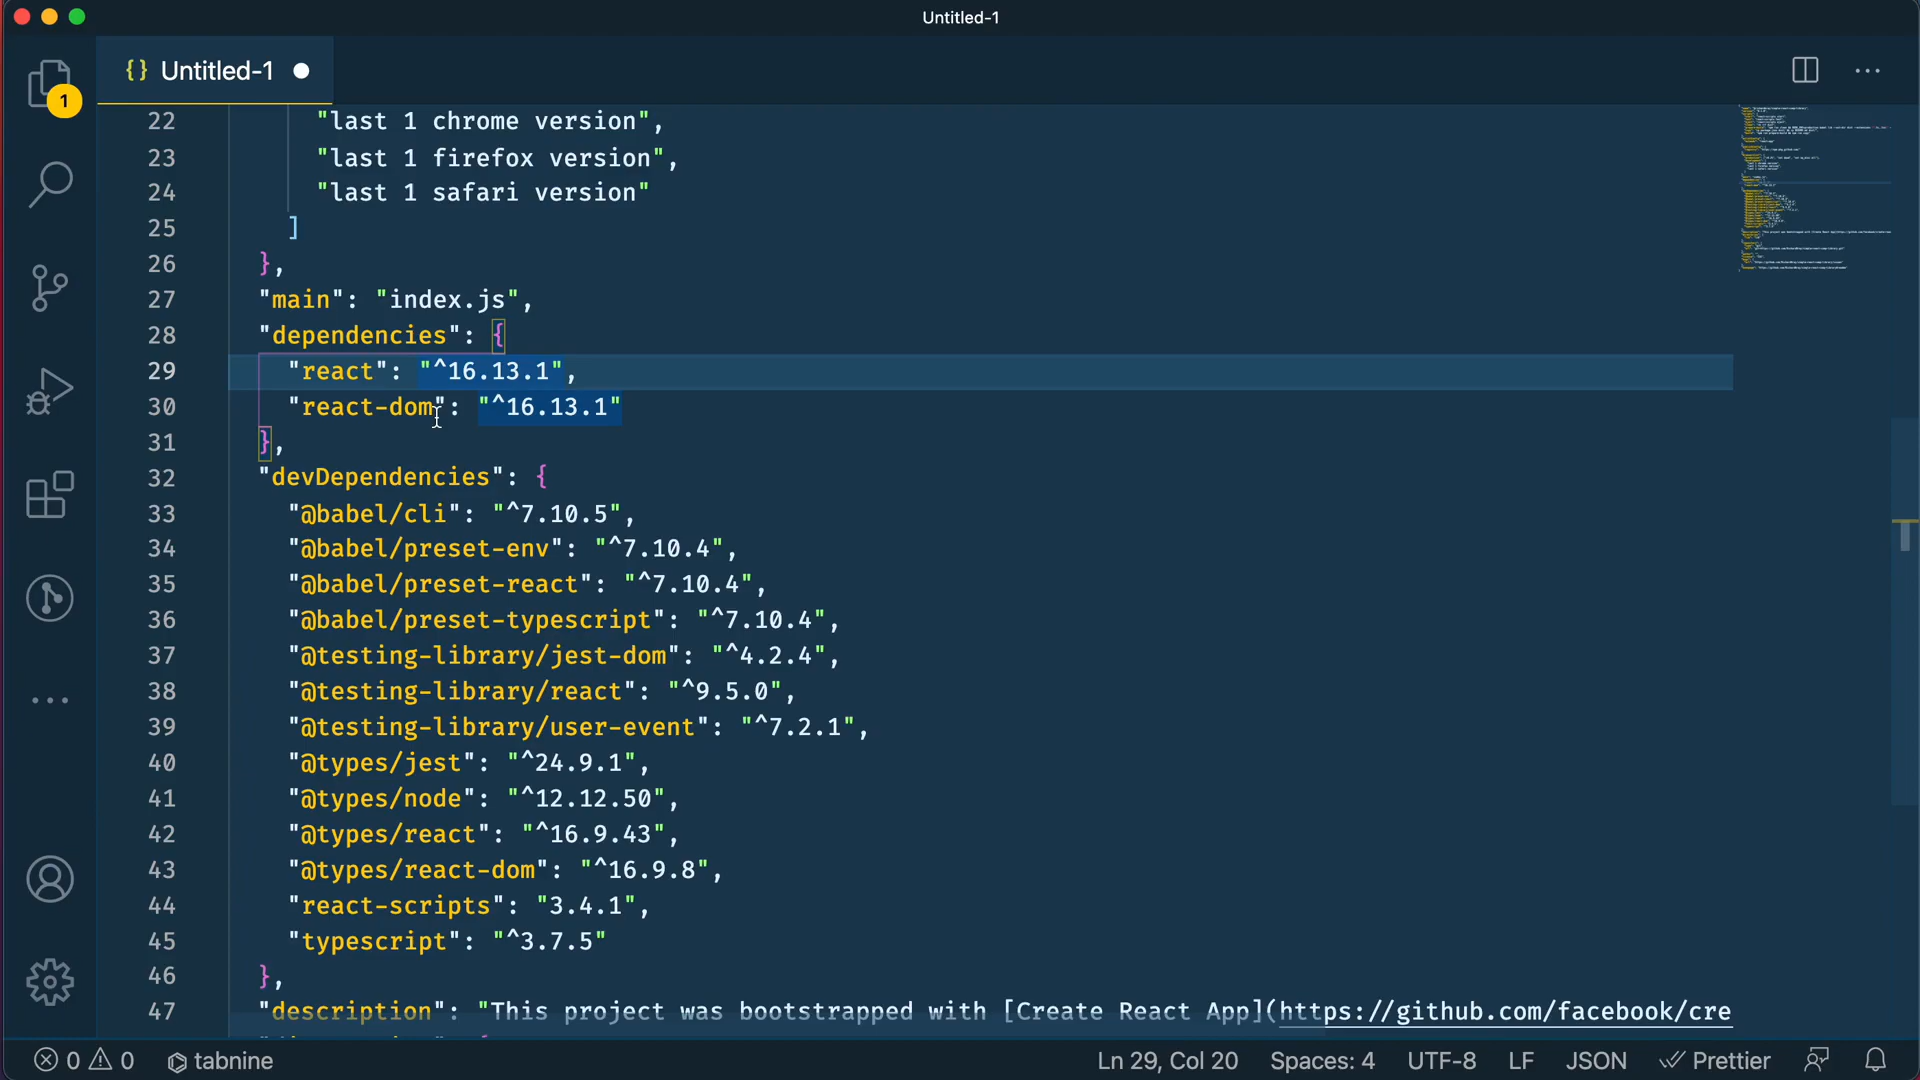 Untitled-1
{} Untitled-1
1
22 "last 1 chrome version",
23 "last 1 firefox version",
24 "last 1 safari version"
25 ]
26 },
27 "main": "index.js",
28 "dependencies": {
29 "react": "^16.13.1",
30 "react-dom": "^16.13.1"
31 },
32 "devDependencies": {
33 "@babel/cli": "^7.10.5",
34 "@babel/preset-env": "^7.10.4",
35 "@babel/preset-react": "^7.10.4",
36 "@babel/preset-typescript": "^7.10.4",
37 "@testing-library/jest-dom": "^4.2.4",
38 "@testing-library/react": "^9.5.0",
39 "@testing-library/user-event": "^7.2.1",
40 "@types/jest": "^24.9.1",
41 "@types/node": "^12.12.50",
42 "@types/react": "^16.9.43",
43 "@types/react-dom": "^16.9.8",
44 "react-scripts": "3.4.1",
45 "typescript": "^3.7.5"
46 },
47 "description": "This project was bootstrapped with [Create React App](https://github.com/facebook/cre
0 0 tabnine Ln 29, Col 20 Spaces: 4 UTF-8 LF JSON Prettier